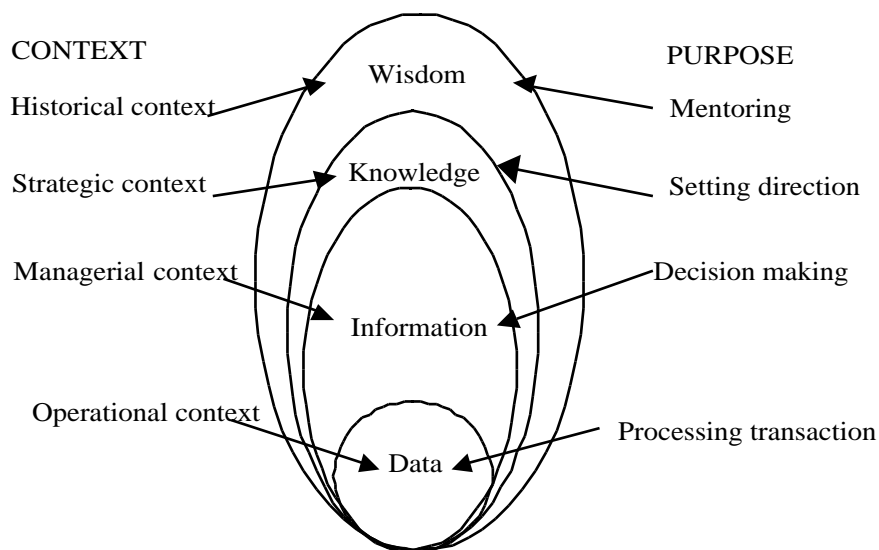 CONTEXT
PURPOSE
Wisdom
Historical context
Mentoring
Knowledge
Strategic context
Setting direction
Managerial context
Decision making
Information
Operational context
Processing transaction
Data